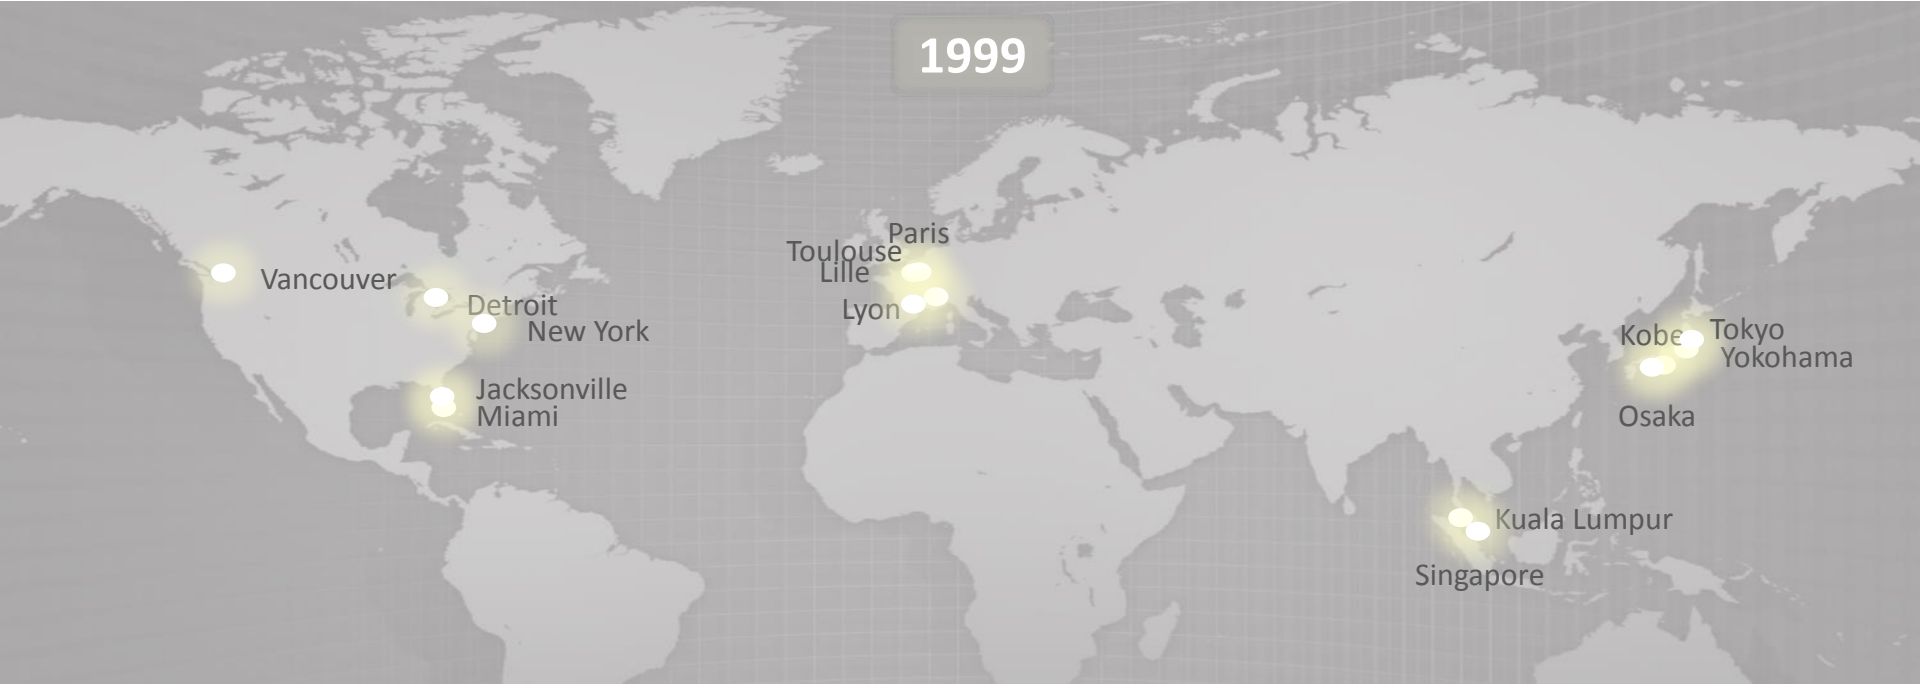 1999
Paris
Toulouse
Lille
Vancouver
Detroit
Lyon
New York
Kobe
Tokyo
Yokohama
Jacksonville
Miami
Osaka
Kuala Lumpur
Singapore